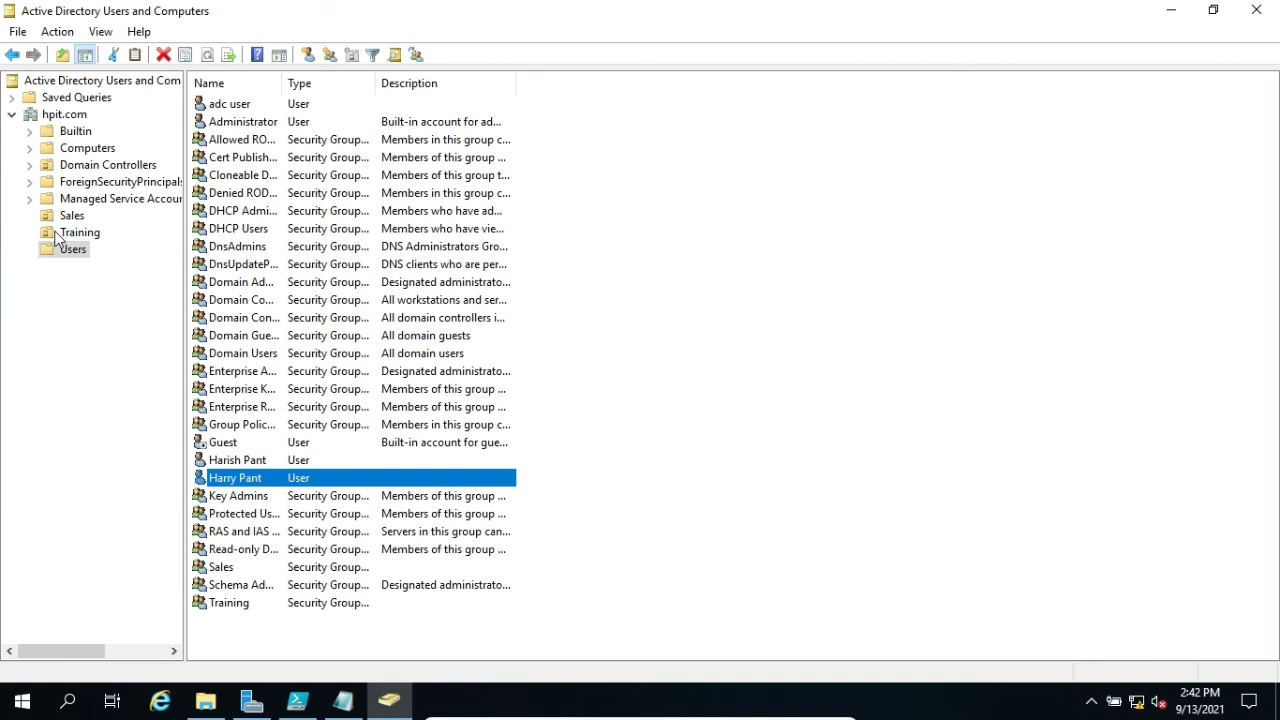 Active Directory Users and Computers
File Action View Help
Active Directory Users and Com
Saved Queries
hpit.com
Builtin
Computers
Domain Controllers
ForeignSecurityPrincipals
Managed Service Accour
Sales
Training
Users
Name Type Description
adc user User
Administrator User Built-in account for ad...
Allowed RO... Security Group... Members in this group c...
Cert Publish... Security Group... Members of this group ...
Cloneable D... Security Group... Members of this group t...
Denied ROD... Security Group... Members in this group c...
DHCP Admi... Security Group... Members who have ad...
DHCP Users Security Group... Members who have vie...
DnsAdmins Security Group... DNS Administrators Gro...
DnsUpdateP... Security Group... DNS clients who are per...
Domain Ad... Security Group... Designated administrato...
Domain Co... Security Group... All workstations and ser...
Domain Con... Security Group... All domain controllers i...
Domain Gue... Security Group... All domain guests
Domain Users Security Group... All domain users
Enterprise A... Security Group... Designated administrato...
Enterprise K... Security Group... Members of this group ...
Enterprise R... Security Group... Members of this group ...
Group Polic... Security Group... Members in this group c...
Guest User Built-in account for gue...
Harish Pant User
Harry Pant User
Key Admins Security Group... Members of this group ...
Protected Us... Security Group... Members of this group ...
RAS and IAS ... Security Group... Servers in this group can...
Read-only D... Security Group... Members of this group ...
Sales Security Group...
Schema Ad... Security Group... Designated administrato...
Training Security Group...
2:42 PM
9/13/2021